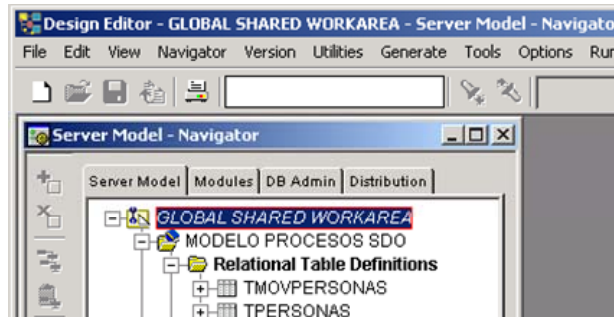 Design Editor - GLOBAL SHARED WORKAREA - Server Model - Navigato
File Edit View Navigator Version Utilities Generate Tools Options Run
Server Model - Navigator
Server Model Modules DB Admin Distribution
GLOBAL SHARED WORKAREA
MODELO PROCESOS SDO
Relational Table Definitions
TMOVPERSONAS
TPERSONAS